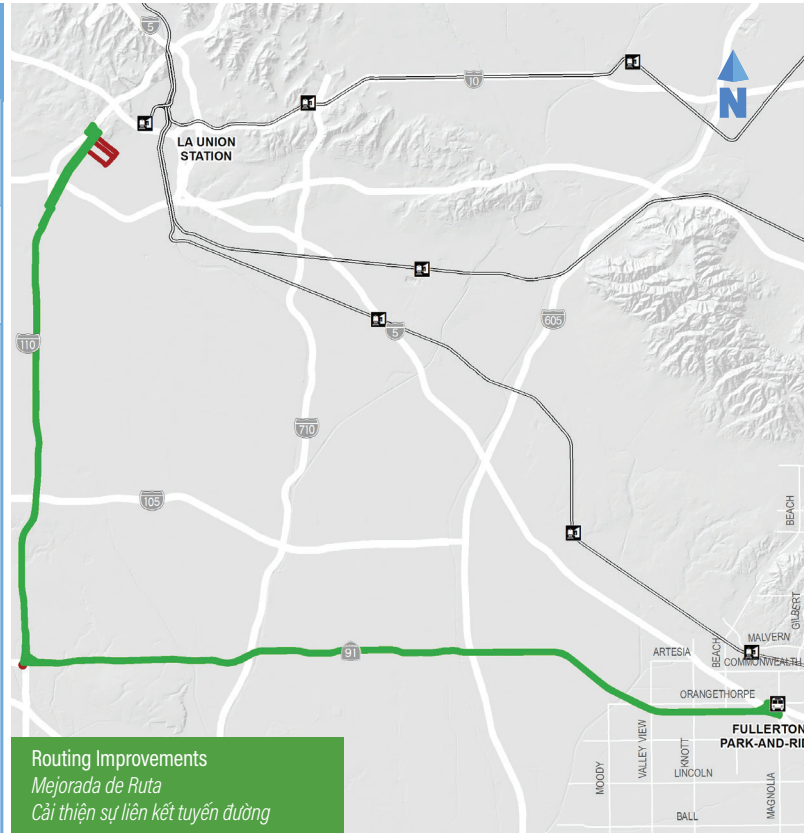 5
10
N
LA UNION
STATION
605
5
110
710
105
BEACH
GILBERT
91
MALVERN
ARTESIA
BEACH
COMMONWEALTH
ORANGETHORPE
FULLERTON
PARK-AND-RID
VALLEY VIEW
KNOTT
MOODY
LINCOLN
MAGNOLIA
BALL
Routing Improvements
Mejorada de Ruta
Cải thiện sự liên kết tuyến đường